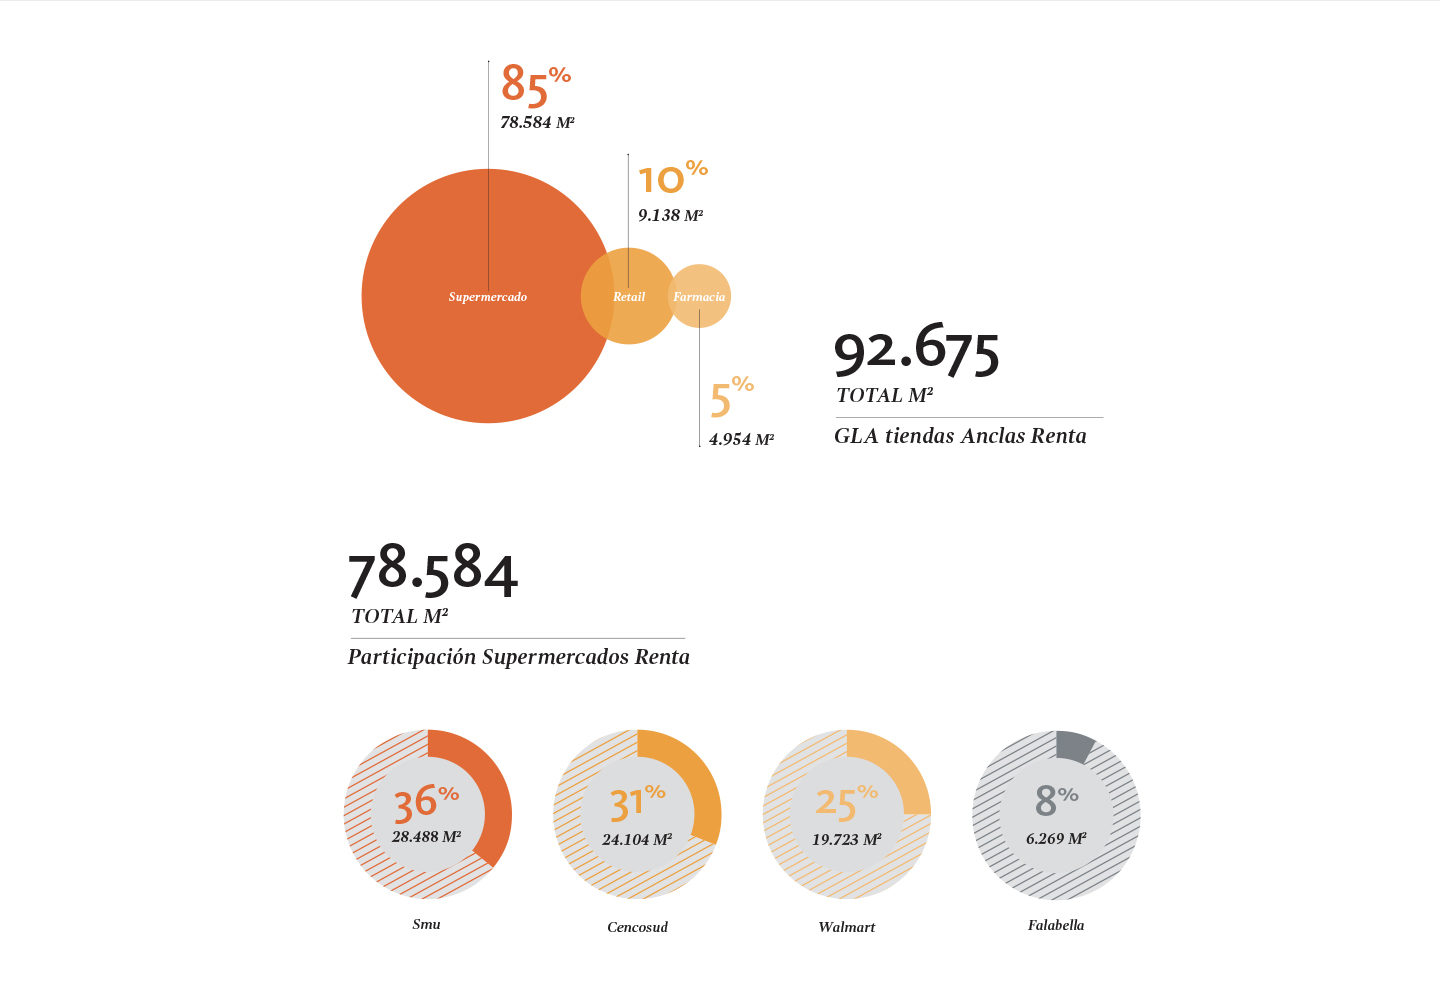 85%
78.584 M²
10%
9.138 M²
Supermercado
Retail
Farmacia
5%
4.954 M²
92.675
TOTAL M²
GLA tiendas Anclas Renta
78.584
TOTAL M²
Participación Supermercados Renta
36%
28.488 M²
Smu
31%
24.104 M²
Cencosud
25%
19.723 M²
Walmart
8%
6.269 M²
Falabella